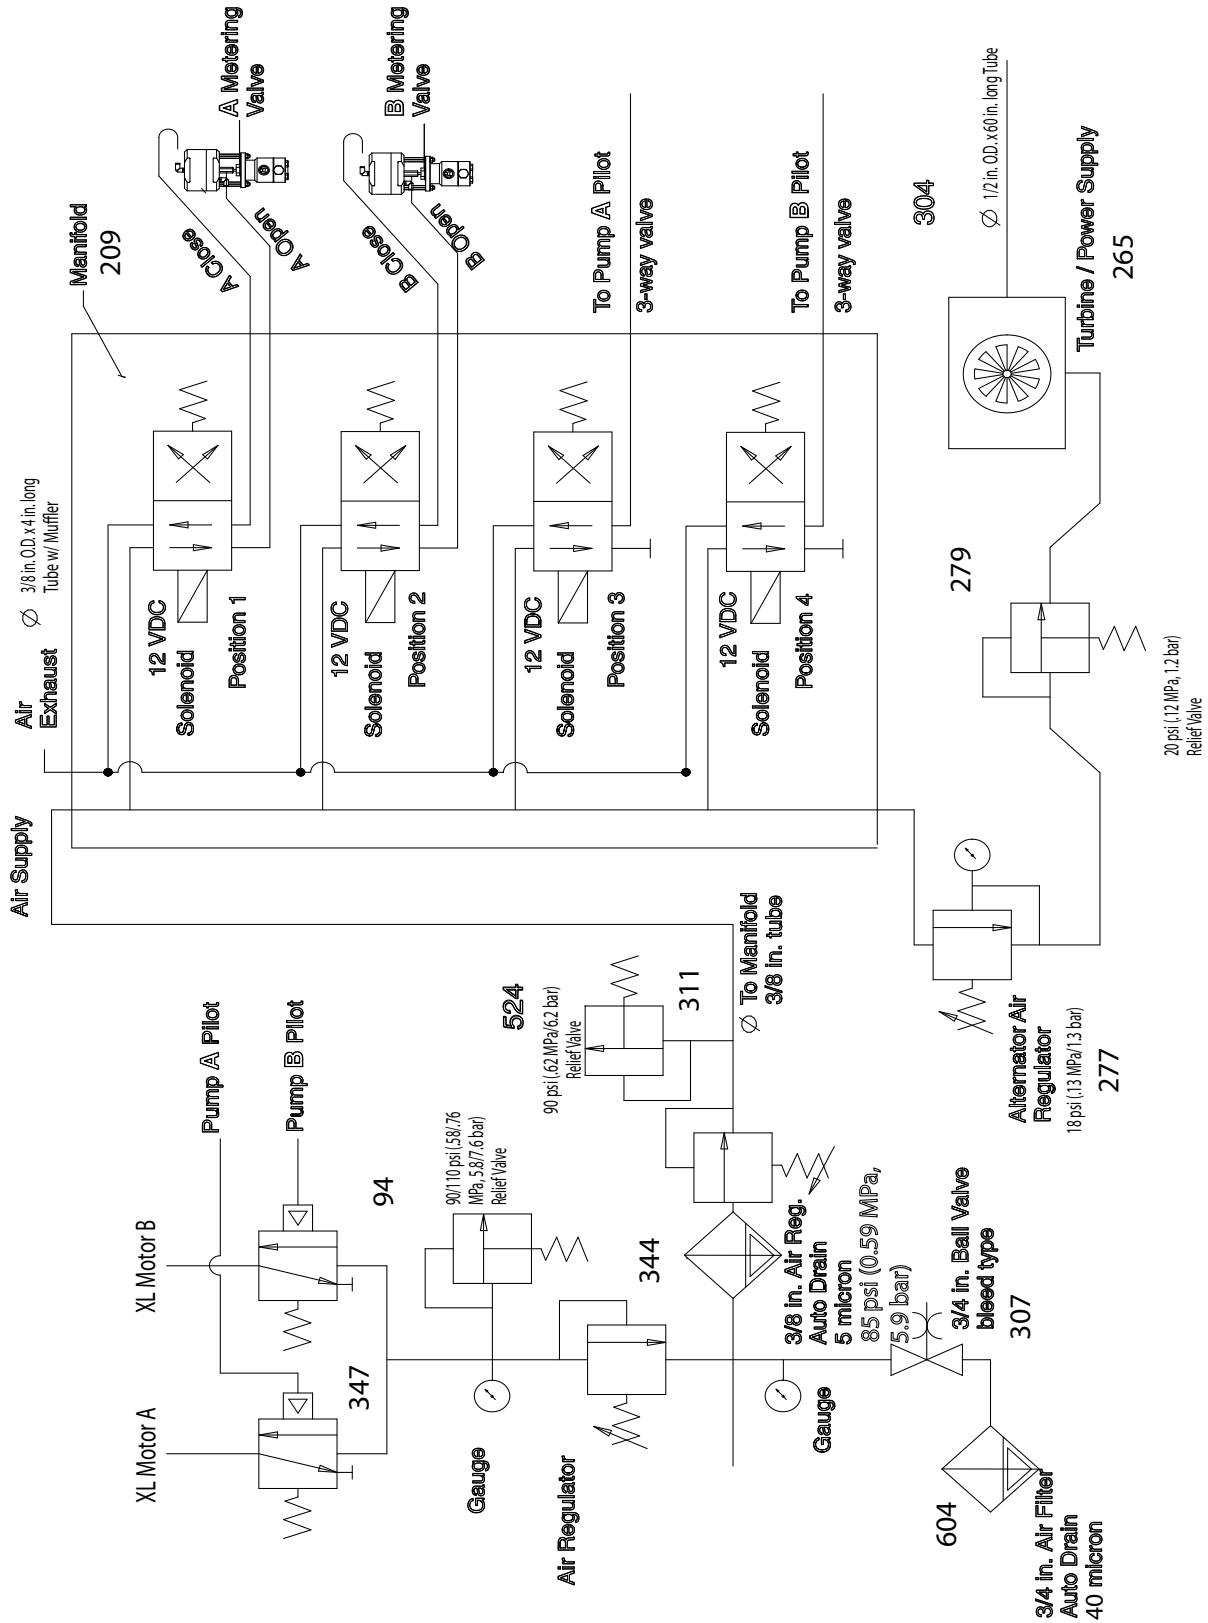 3/4 in. Air Filter
Auto Drain
40 micron
604
3/4 in. Ball Valve
bleed type
307
Gauge
3/8 in. Air Reg.
Auto Drain
5 micron
85 psi (0.59 MPa,
5.9 bar)
Air Regulator
344
Gauge
90/110 psi (.58/.76
MPa, 5.8/7.6 bar)
Relief Valve
XL Motor A
347
XL Motor B
94
Pump A Pilot
Pump B Pilot
524
90 psi (.62 MPa/6.2 bar)
Relief Valve
311
Ø To Manifold
3/8 in. tube
Alternator Air
Regulator
18 psi (.13 MPa/1.3 bar)
277
Air Supply
Air
Exhaust
Ø 3/8 in. O.D. x 4 in. long
Tube w/ Muffler
12 VDC
Solenoid
Position 1
12 VDC
Solenoid
Position 2
12 VDC
Solenoid
Position 3
12 VDC
Solenoid
Position 4
20 psi (.12 MPa, 1.2 bar)
Relief Valve
279
Manifold
209
A Close
A Open
A Metering
Valve
B Close
B Open
B Metering
Valve
To Pump A Pilot
3-way valve
To Pump B Pilot
3-way valve
304
Ø 1/2 in. O.D. x 60 in. long Tube
Turbine / Power Supply
265